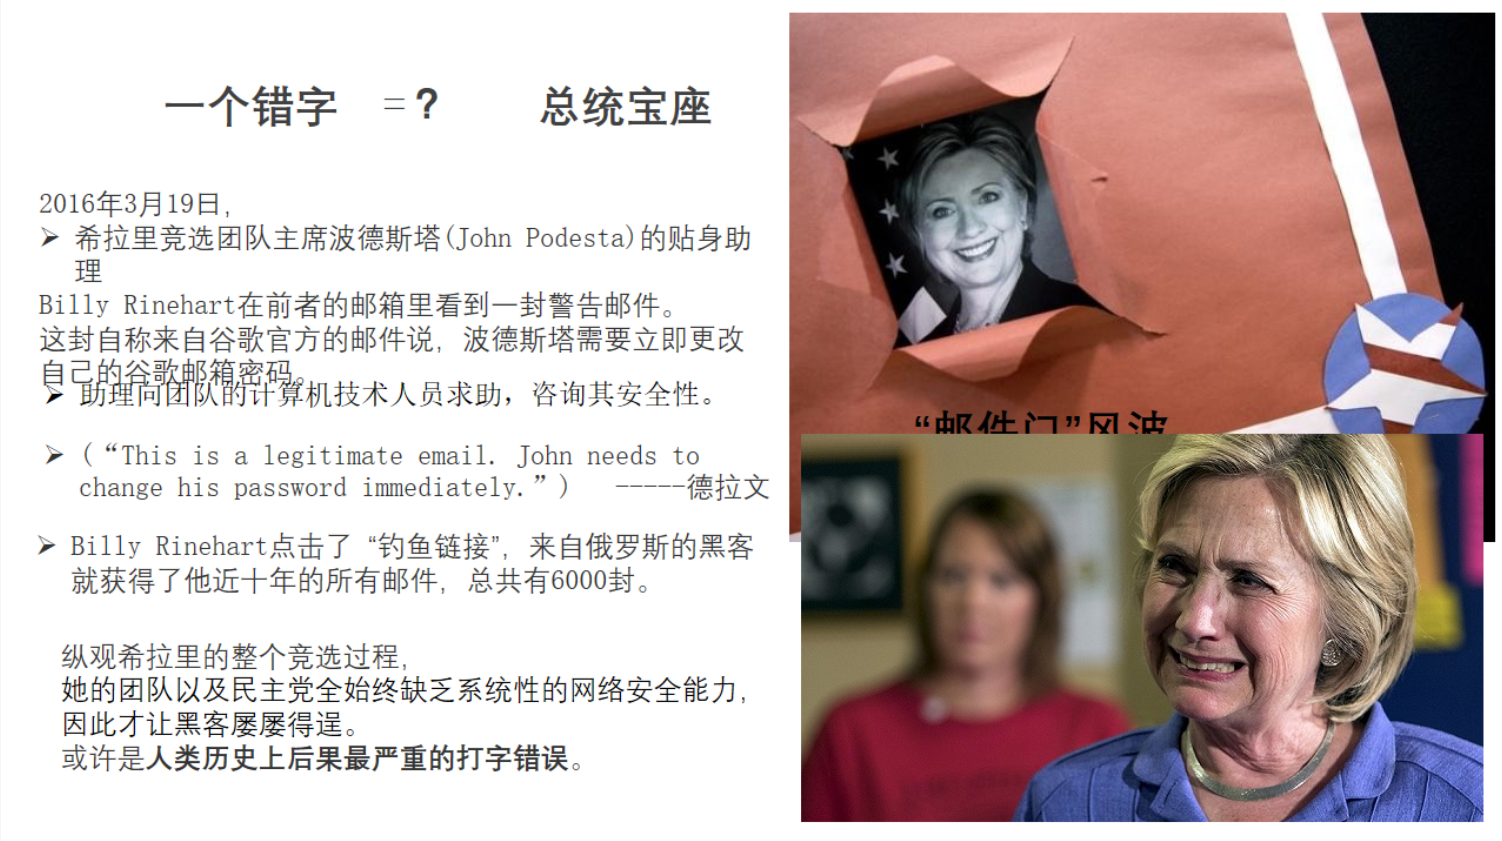 一个错字 =? 总统宝座
2016年3月19日,
➢ 希拉里竞选团队主席波德斯塔(John Podesta)的贴身助
理
Billy Rinehart在前者的邮箱里看到一封警告邮件。
这封自称来自谷歌官方的邮件说, 波德斯塔需要立即更改
自己的谷歌邮箱密码。
➢ 助理向团队的计算机技术人员求助，咨询其安全性。
➢ (“This is a legitimate email. John needs to
change his password immediately.”) -----德拉文
➢ Billy Rinehart点击了 “钓鱼链接”, 来自俄罗斯的黑客
就获得了他近十年的所有邮件, 总共有6000封。
纵观希拉里的整个竞选过程,
她的团队以及民主党全始终缺乏系统性的网络安全能力,
因此才让黑客屡屡得逞。
或许是人类历史上后果最严重的打字错误。
“邮件门”风波